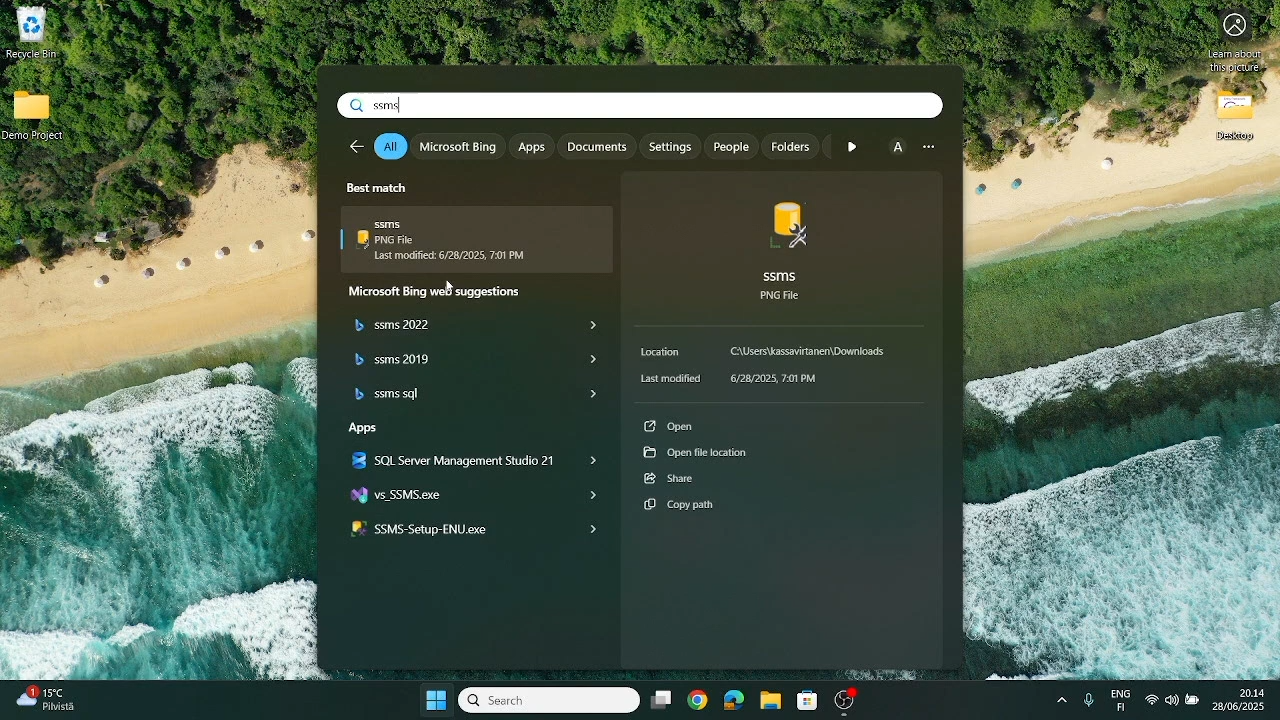 Recycle Bin
Demo Project
Learn about
this picture
Desktop
ssms
All
Microsoft Bing
Apps
Documents
Settings
People
Folders
A
Best match
ssms
PNG File
Last modified: 6/28/2025, 7:01 PM
Microsoft Bing web suggestions
ssms 2022
ssms 2019
ssms sql
Apps
SQL Server Management Studio 21
vs_SSMS.exe
SSMS-Setup-ENU.exe
ssms
PNG File
Location C:\Users\kassavirtanen\Downloads
Last modified 6/28/2025, 7:01 PM
Open
Open file location
Share
Copy path
1
15°C
Pilvistä
Search
ENG
FI
20.14
28/06/2025